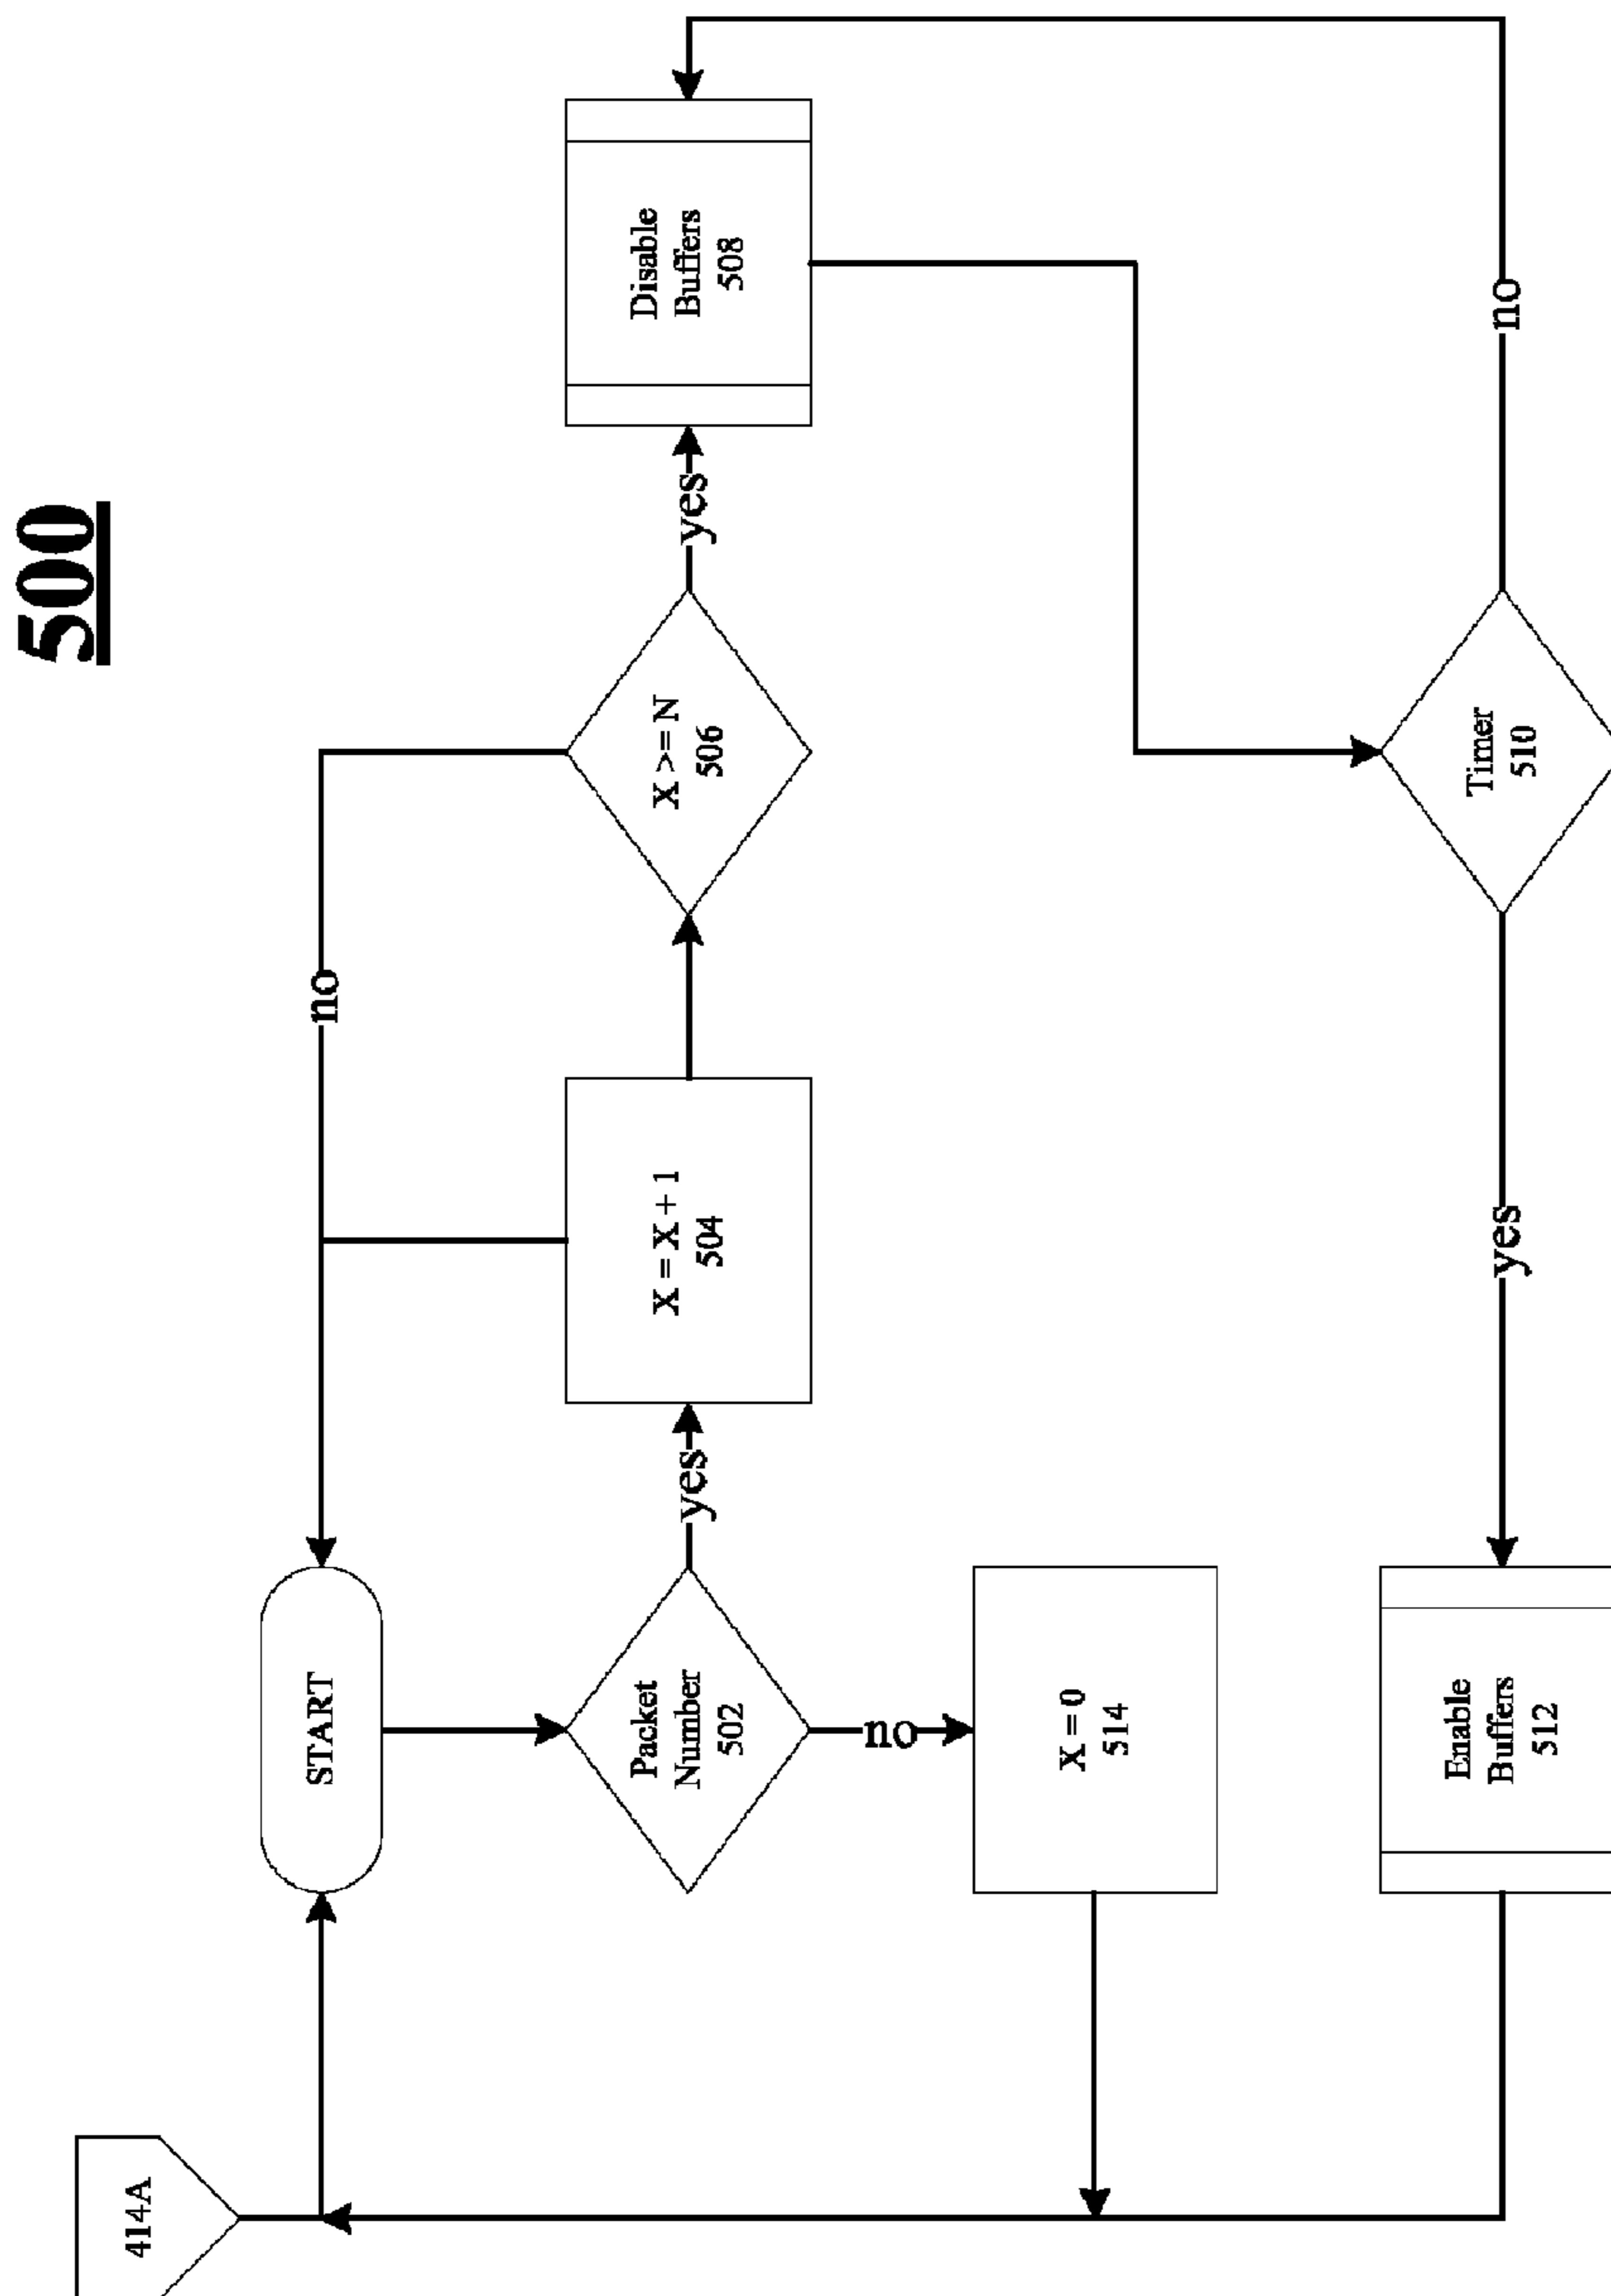 500
414A
START
Packet
Number
502
yes
X = X + 1
504
no
X >= N
506
yes
Disable
Buffers
508
no
X = 0
514
Timer
510
no
yes
Enable
Buffers
512